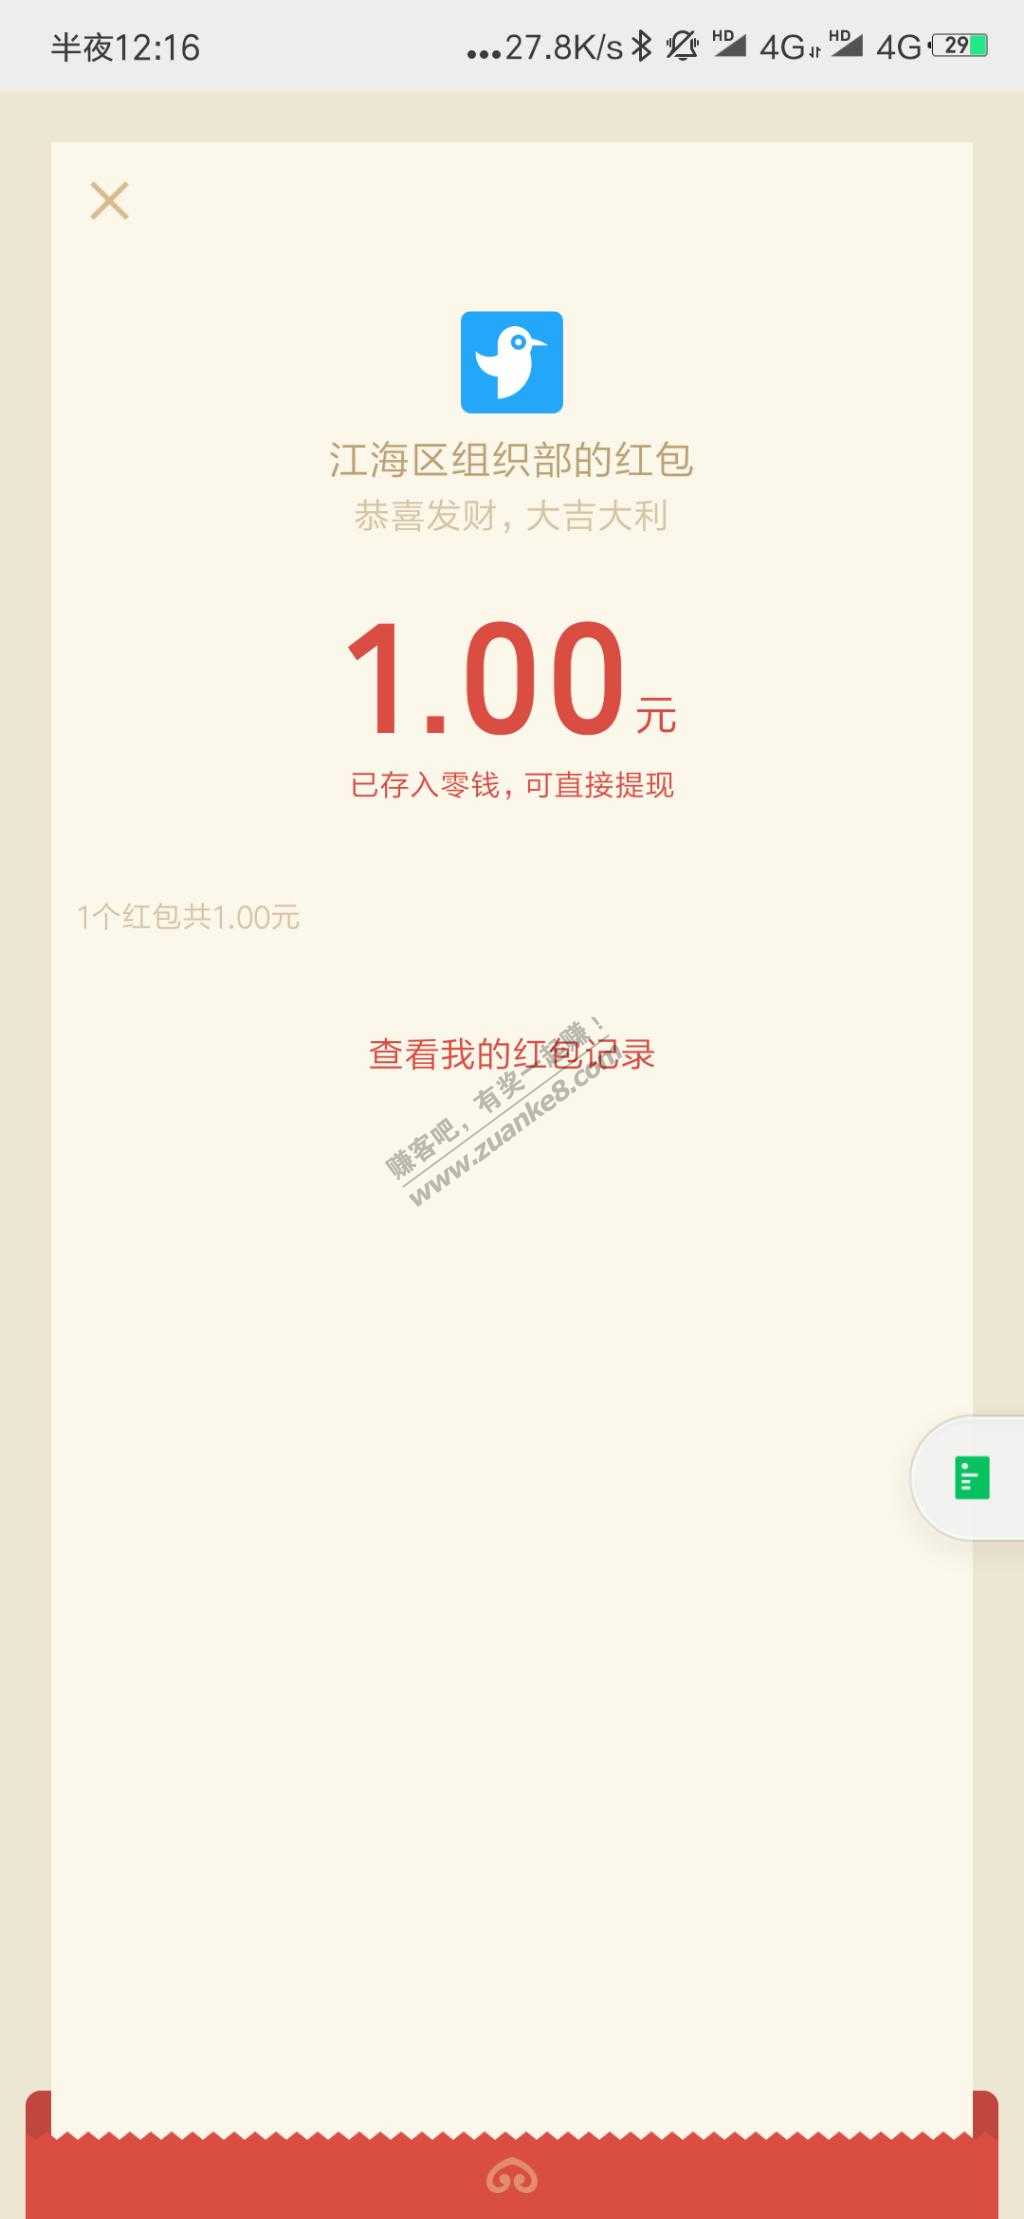 半夜12:16
...27.8K/s HD 4G HD 4G 29
江海区组织部的红包
恭喜发财，大吉大利
1.00元
已存入零钱，可直接提现
1个红包共1.00元
查看我的红包记录
赚客吧，有奖一起赚！
www.zuanke8.com